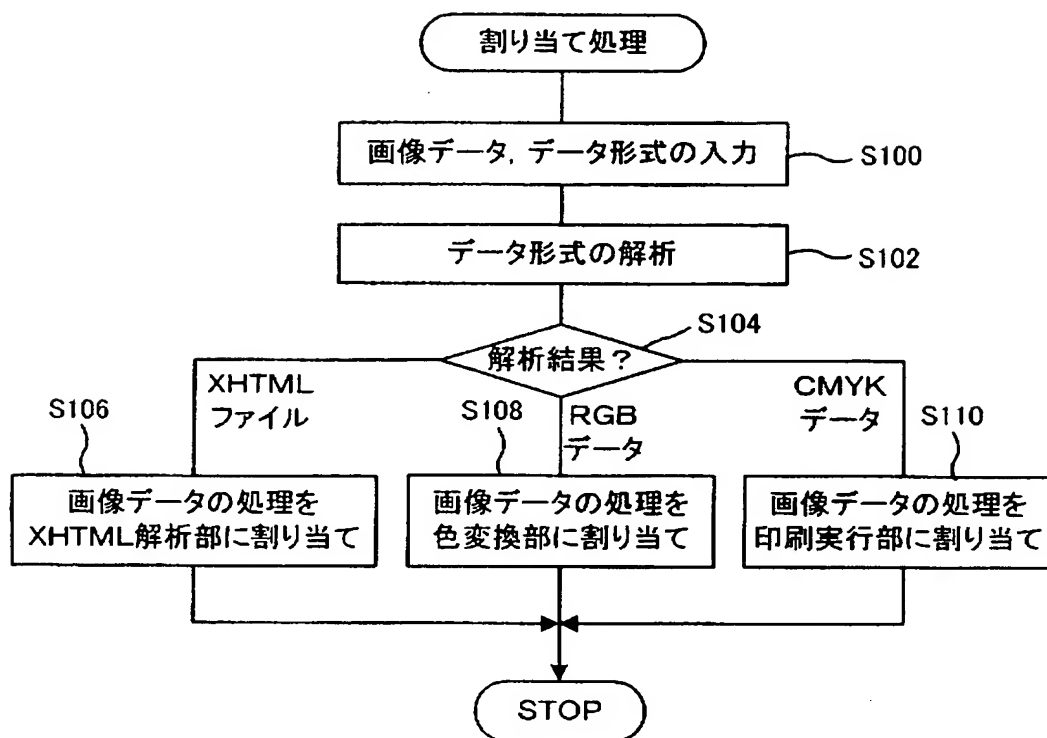 割り当て処理
画像データ, データ形式の入力
S100
データ形式の解析
S102
S104
解析結果？
XHTML
ファイル
RGB
データ
CMYK
データ
S106
S108
S110
画像データの処理を
XHTML解析部に割り当て
画像データの処理を
色変換部に割り当て
画像データの処理を
印刷実行部に割り当て
STOP